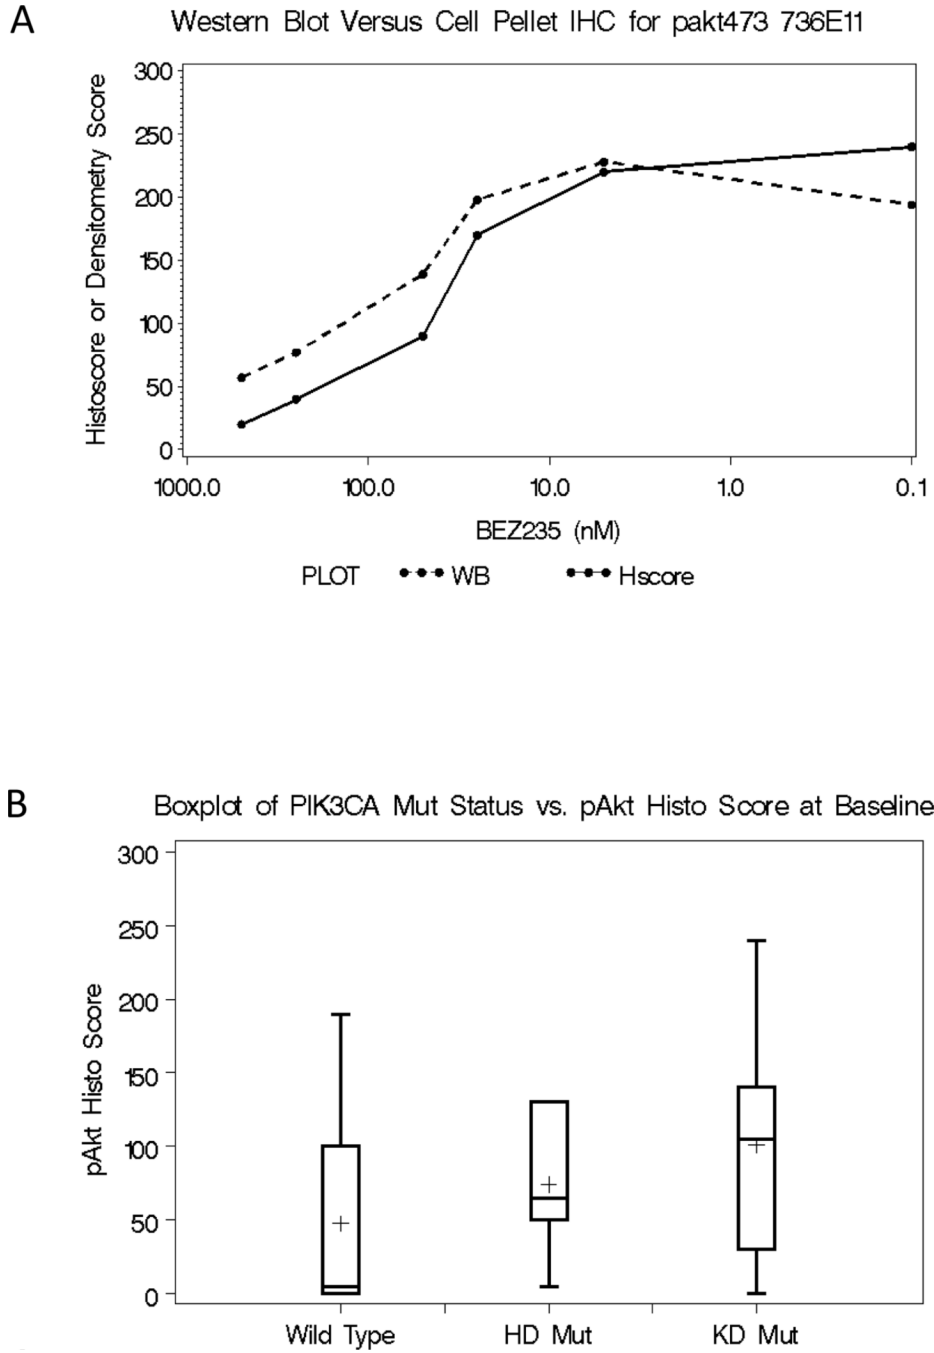 A
Western Blot Versus Cell Pellet IHC for pakt473 736E11
Histoscore or Densitometry Score
300
250
200
150
100
50
0
1000.0 100.0 10.0 1.0 0.1
BEZ235 (nM)
PLOT WB Hscore
B
Boxplot of PIK3CA Mut Status vs. pAkt Histo Score at Baseline
pAkt Histo Score
300
250
200
150
100
50
0
Wild Type HD Mut KD Mut